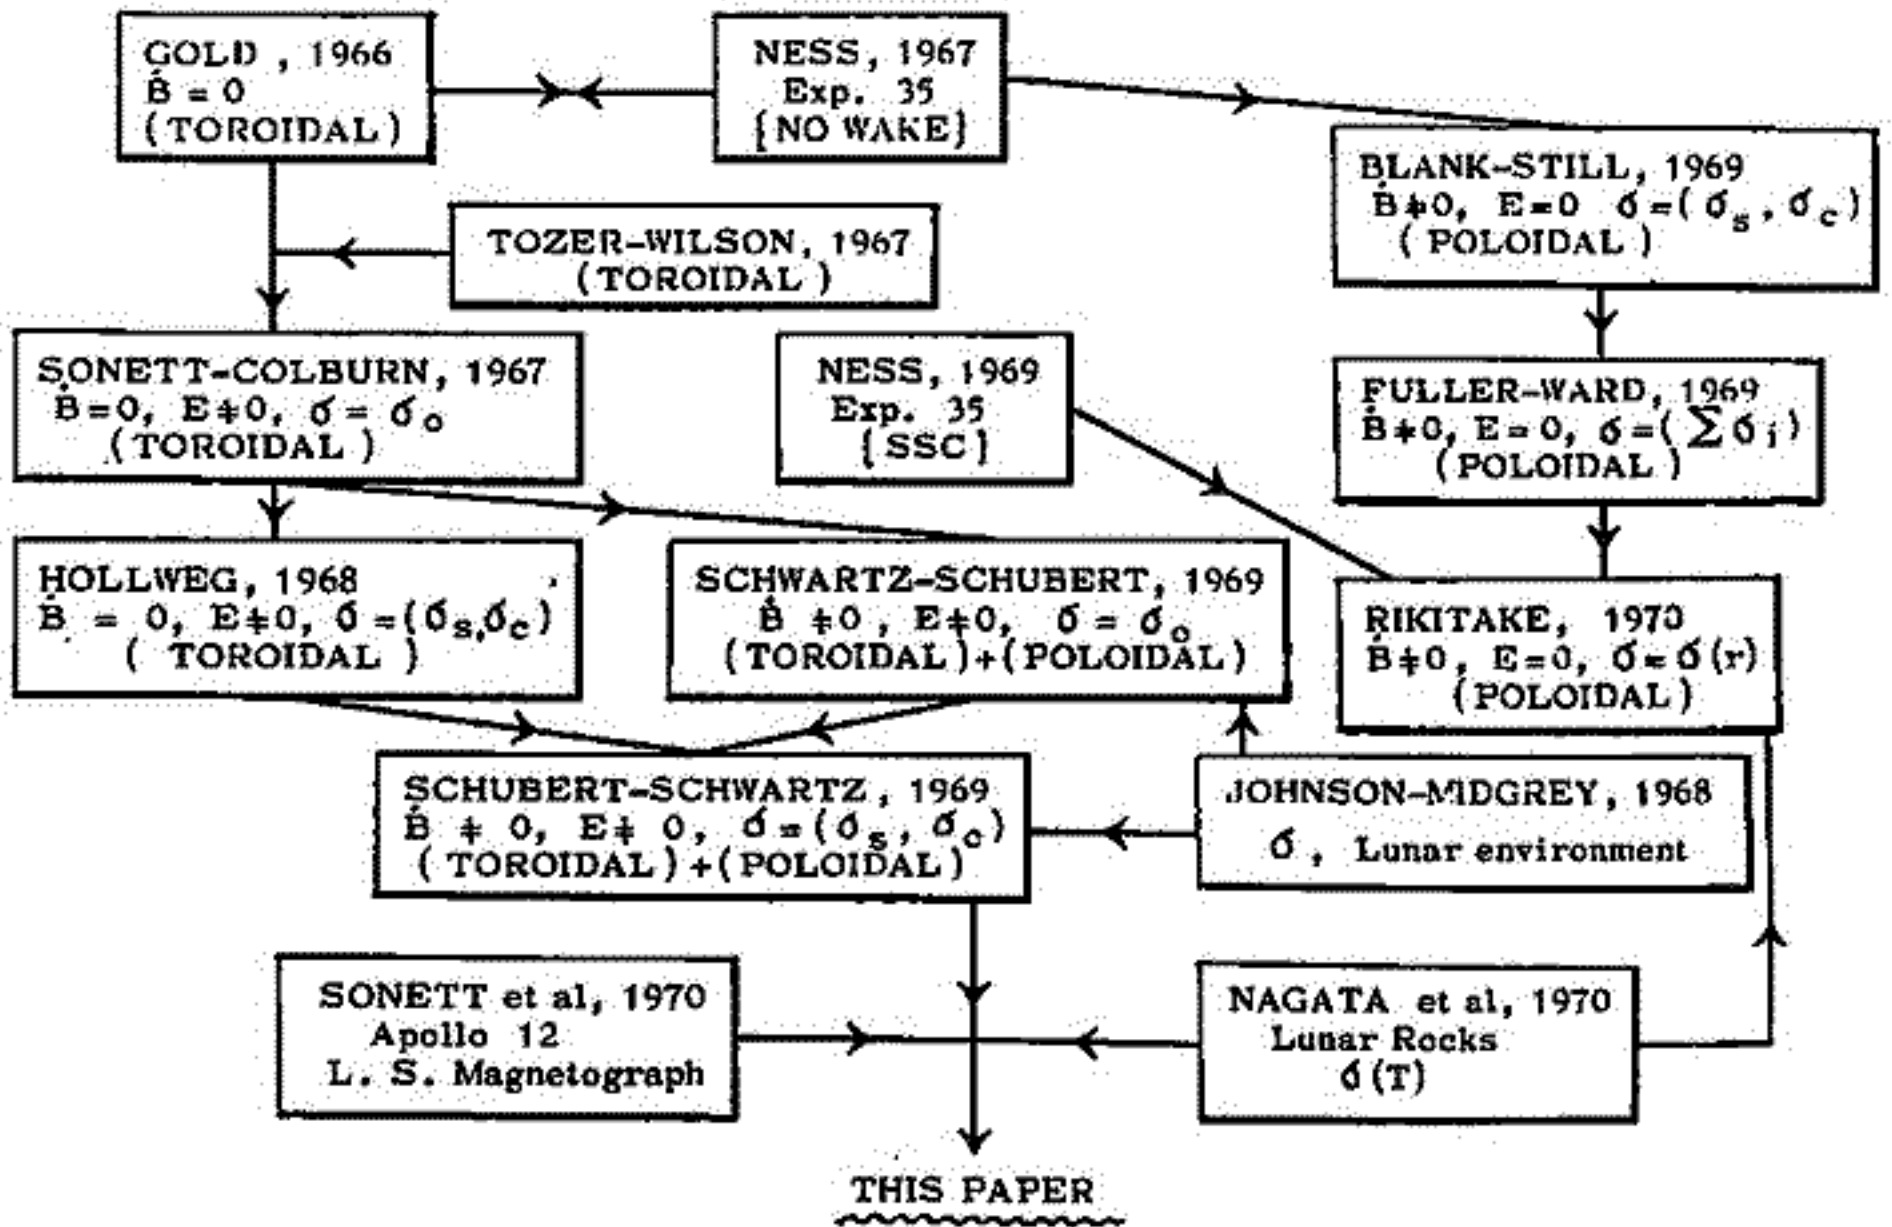 GOLD , 1966
Ḃ = 0
(TOROIDAL)
NESS, 1967
Exp. 35
{NO WAKE}
BLANK-STILL, 1969
Ḃ≠0, E=0 σ=(σs, σc)
(POLOIDAL)
TOZER-WILSON, 1967
(TOROIDAL)
SONETT-COLBURN, 1967
Ḃ=0, E≠0, σ = σo
(TOROIDAL)
NESS, 1969
Exp. 35
{SSC}
FULLER-WARD, 1969
Ḃ≠0, E=0, σ=(∑σi)
(POLOIDAL)
HOLLWEG, 1968
Ḃ = 0, E≠0, σ=(σs,σc)
(TOROIDAL)
SCHWARTZ-SCHUBERT, 1969
Ḃ ≠0, E≠0, σ = σo
(TOROIDAL)+(POLOIDAL)
RIKITAKE, 1970
Ḃ≠0, E=0, σ=σ(r)
(POLOIDAL)
SCHUBERT-SCHWARTZ, 1969
Ḃ ≠ 0, E≠ 0, σ=(σs, σc)
(TOROIDAL)+(POLOIDAL)
JOHNSON-MIDGREY, 1968
σ, Lunar environment
SONETT et al, 1970
Apollo 12
L. S. Magnetograph
NAGATA et al, 1970
Lunar Rocks
σ(T)
THIS PAPER